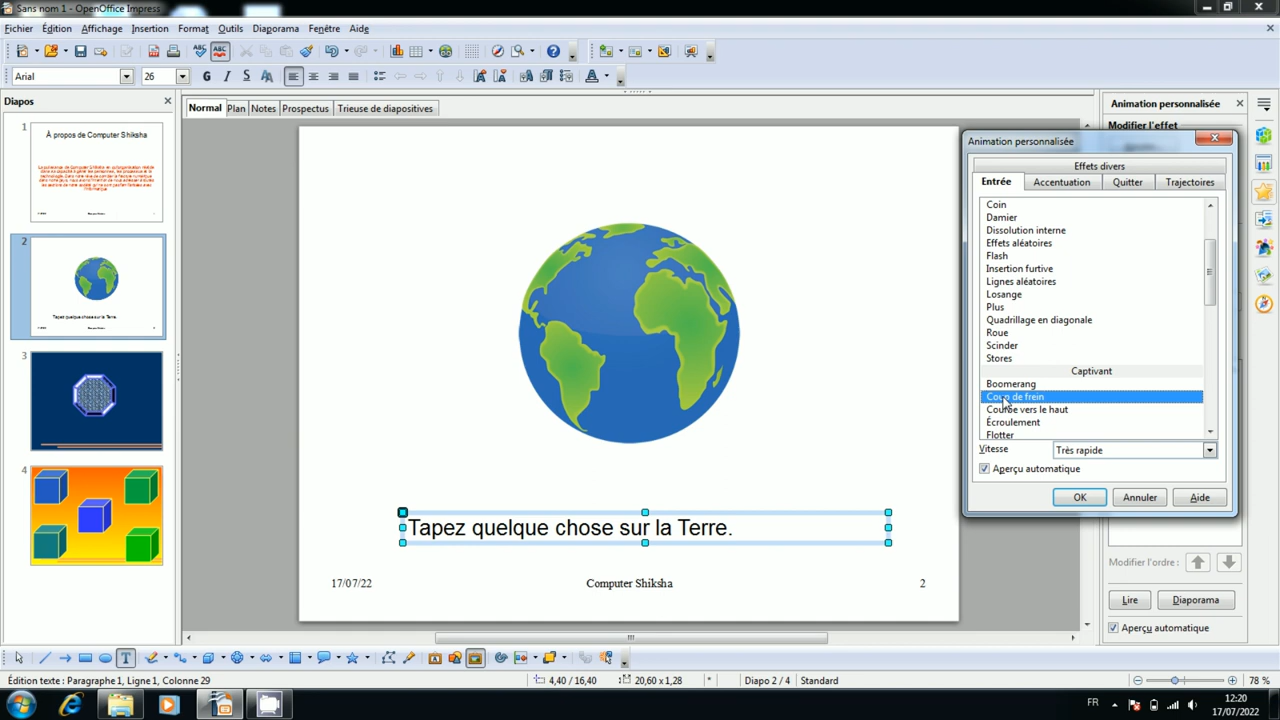 Sans nom 1 - OpenOffice Impress
Fichier Édition Affichage Insertion Format Outils Diaporama Fenêtre Aide
Arial 26
Diapos
Normal Plan Notes Prospectus Trieuse de diapositives
Animation personnalisée
Modifier l'effet
1
À propos de Computer Shiksha
2
Tapez quelque chose sur la Terre.
3
4
Tapez quelque chose sur la Terre.
17/07/22 Computer Shiksha 2
Animation personnalisée
Effets divers
Entrée Accentuation Quitter Trajectoires
Coin
Damier
Dissolution interne
Effets aléatoires
Flash
Insertion furtive
Lignes aléatoires
Losange
Plus
Quadrillage en diagonale
Roue
Scinder
Stores
Captivant
Boomerang
Coup de frein
Course vers le haut
Écroulement
Flotter
Vitesse Très rapide
Aperçu automatique
OK Annuler Aide
Modifier l'ordre :
Lire Diaporama
Aperçu automatique
Édition texte : Paragraphe 1, Ligne 1, Colonne 29 4,40 / 16,40 20,60 x 1,28 * Diapo 2 / 4 Standard 78 %
FR 12:20
17/07/2022